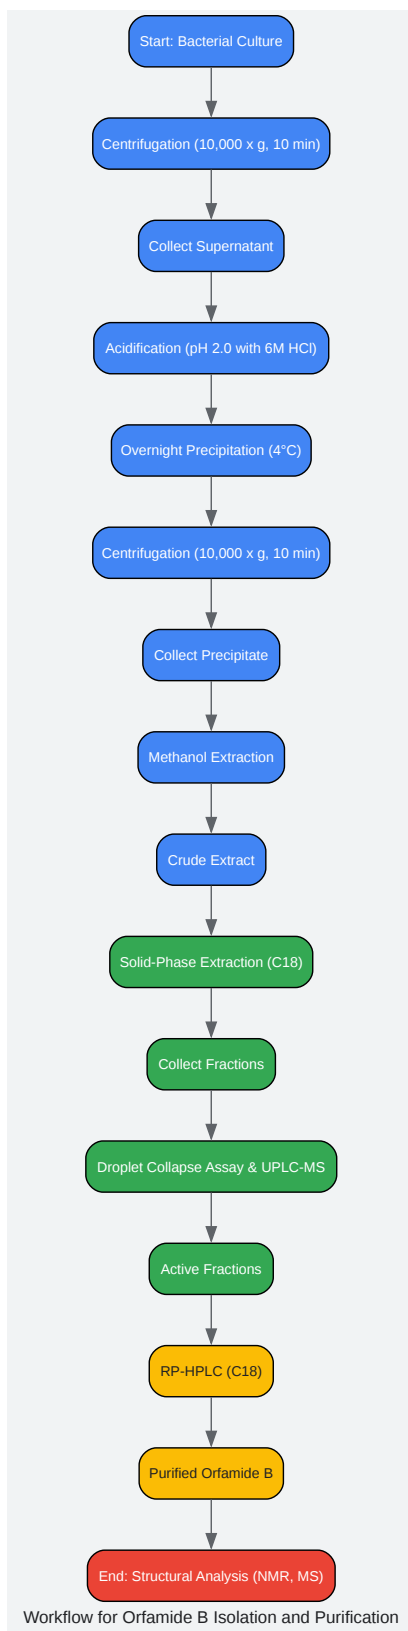 Start: Bacterial Culture
Centrifugation (10,000 x g, 10 min)
Collect Supernatant
Acidification (pH 2.0 with 6M HCl)
Overnight Precipitation (4°C)
Centrifugation (10,000 x g, 10 min)
Collect Precipitate
Methanol Extraction
Crude Extract
Solid-Phase Extraction (C18)
Collect Fractions
Droplet Collapse Assay & UPLC-MS
Active Fractions
RP-HPLC (C18)
Purified Orfamide B
End: Structural Analysis (NMR, MS)
Workflow for Orfamide B Isolation and Purification